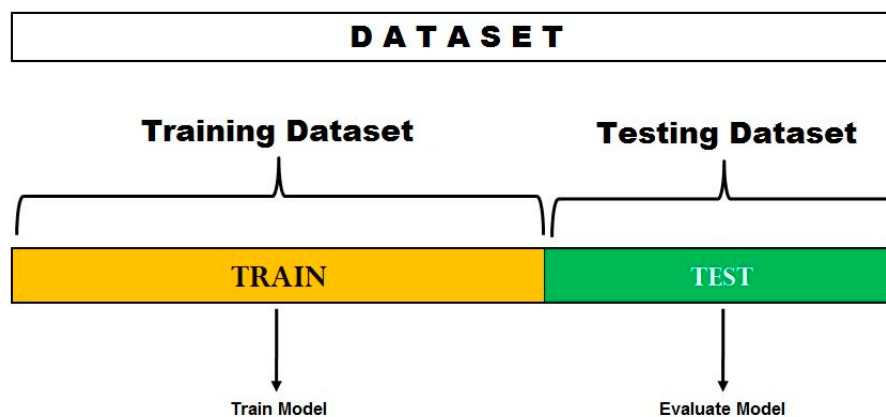 DATASET
Training Dataset
Testing Dataset
TRAIN
TEST
Train Model
Evaluate Model